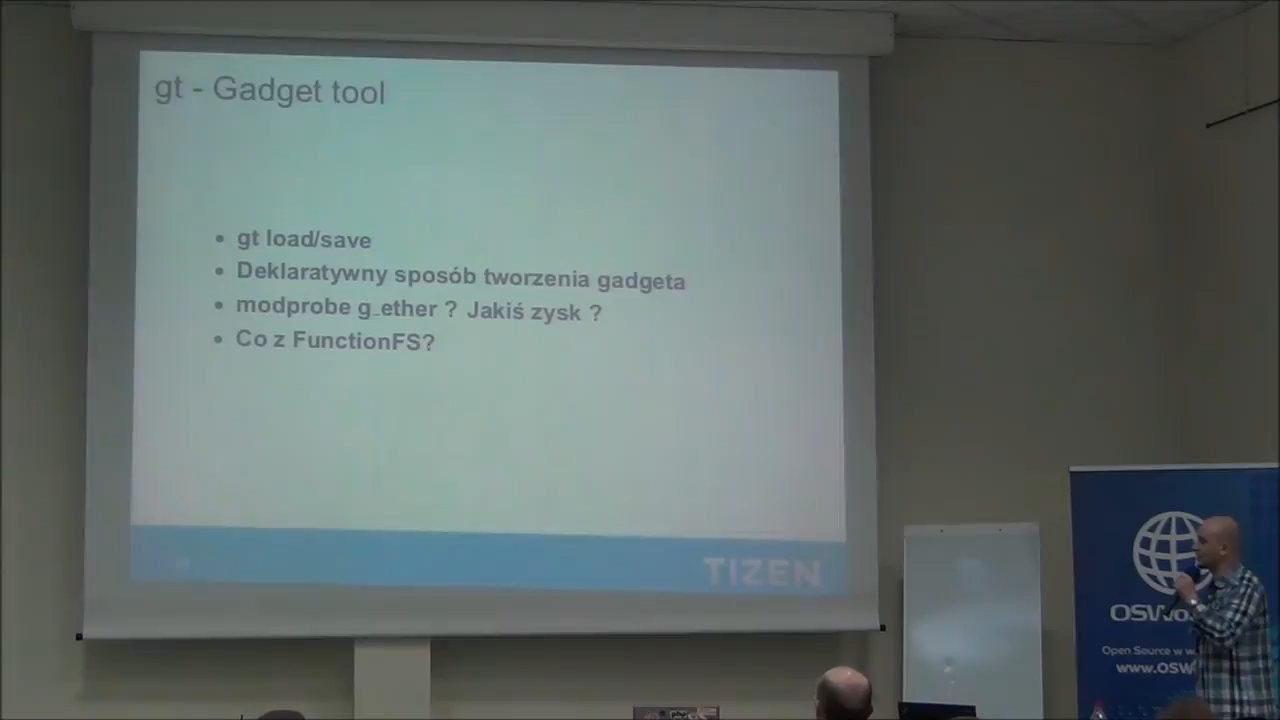 gt - Gadget tool
• gt load/save
• Deklaratywny sposób tworzenia gadgeta
• modprobe g_ether ? Jakiś zysk ?
• Co z FunctionFS?
TIZEN
Open Source w
www.OSW
php